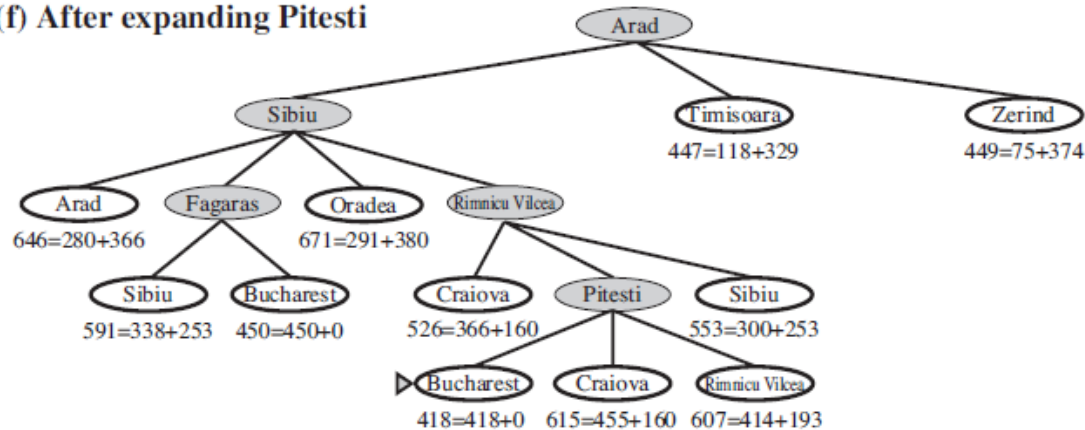 (f) After expanding Pitesti
Arad
Sibiu
Timisoara
Zerind
447=118+329
449=75+374
Arad
Fagaras
Oradea
Rimnicu Vilcea
646=280+366
671=291+380
Sibiu
Bucharest
Craiova
Pitesti
Sibiu
591=338+253
450=450+0
526=366+160
553=300+253
Bucharest
Craiova
Rimnicu Vilcea
418=418+0
615=455+160
607=414+193